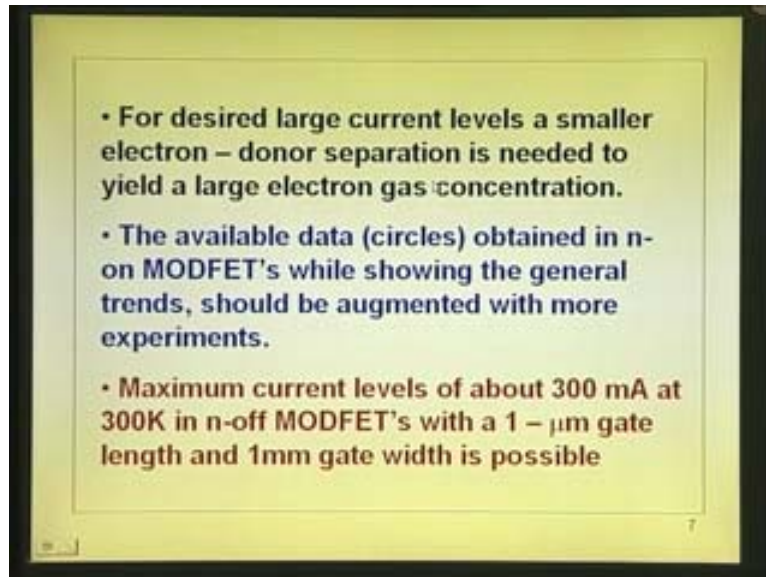 • For desired large current levels a smaller
electron – donor separation is needed to
yield a large electron gas concentration.
• The available data (circles) obtained in n-
on MODFET's while showing the general
trends, should be augmented with more
experiments.
• Maximum current levels of about 300 mA at
300K in n-off MODFET's with a 1 – μm gate
length and 1mm gate width is possible
7